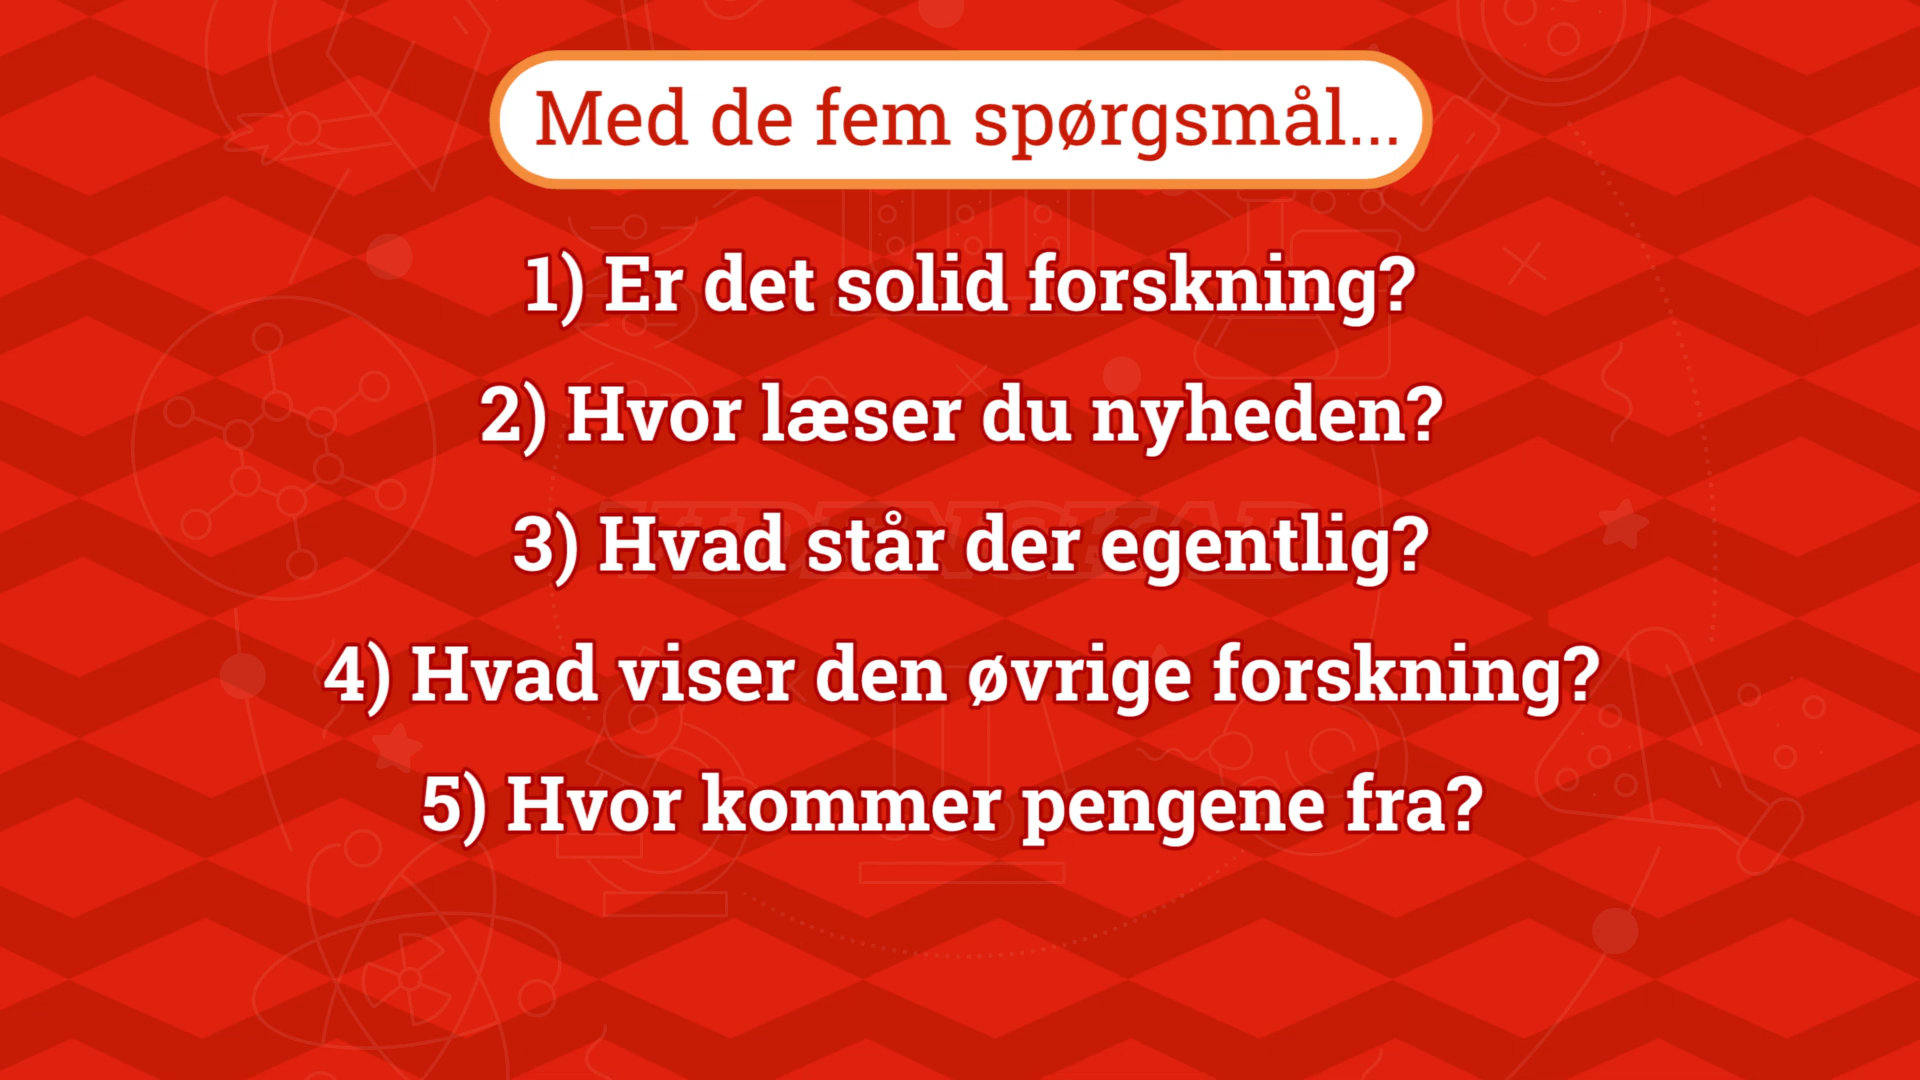 Med de fem spørgsmål...
1) Er det solid forskning?
2) Hvor læser du nyheden?
3) Hvad står der egentlig?
4) Hvad viser den øvrige forskning?
5) Hvor kommer pengene fra?